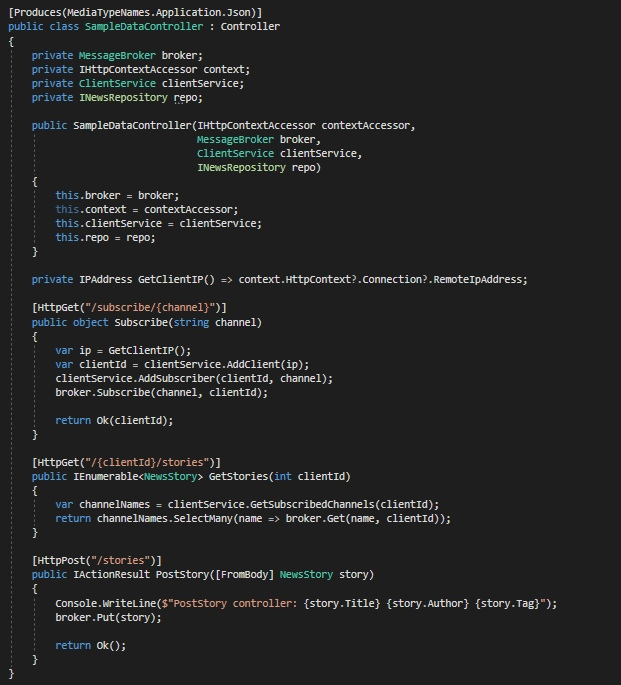 [Produces(MediaTypeNames.Application.Json)]
public class SampleDataController : Controller
{
    private MessageBroker broker;
    private IHttpContextAccessor context;
    private ClientService clientService;
    private INewsRepository repo;

    public SampleDataController(IHttpContextAccessor contextAccessor,
                                MessageBroker broker,
                                ClientService clientService,
                                INewsRepository repo)
    {
        this.broker = broker;
        this.context = contextAccessor;
        this.clientService = clientService;
        this.repo = repo;
    }

    private IPAddress GetClientIP() => context.HttpContext?.Connection?.RemoteIpAddress;

    [HttpGet("/subscribe/{channel}")]
    public object Subscribe(string channel)
    {
        var ip = GetClientIP();
        var clientId = clientService.AddClient(ip);
        clientService.AddSubscriber(clientId, channel);
        broker.Subscribe(channel, clientId);

        return Ok(clientId);
    }

    [HttpGet("/{clientId}/stories")]
    public IEnumerable<NewsStory> GetStories(int clientId)
    {
        var channelNames = clientService.GetSubscribedChannels(clientId);
        return channelNames.SelectMany(name => broker.Get(name, clientId));
    }

    [HttpPost("/stories")]
    public IActionResult PostStory([FromBody] NewsStory story)
    {
        Console.WriteLine($"PostStory controller: {story.Title} {story.Author} {story.Tag}");
        broker.Put(story);

        return Ok();
    }
}